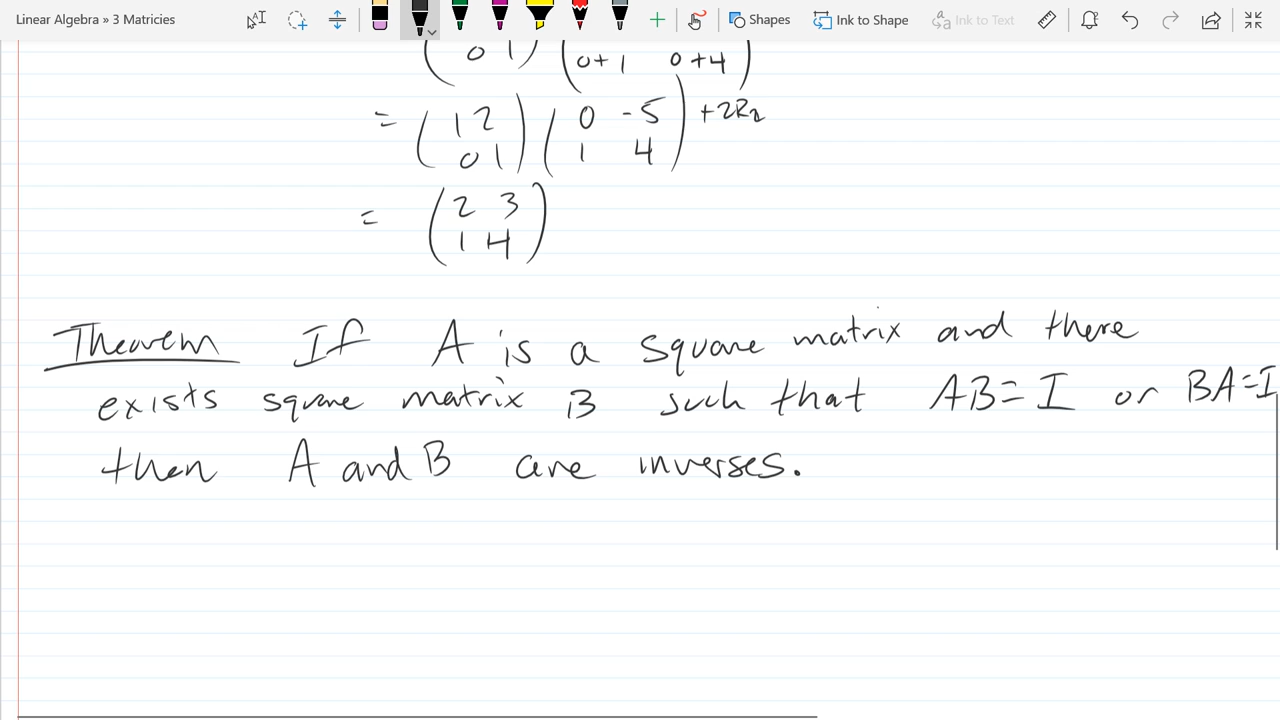 Linear Algebra » 3 Matricies
Shapes
Ink to Shape
Ink to Text
0 1
0+1 0+4
= (1 2) (0 -5) +2R2
(0 1) (1 4)
= (2 3)
(1 4)
Theorem If A is a square matrix and there
exists square matrix B such that AB=I or BA=I
then A and B are inverses.